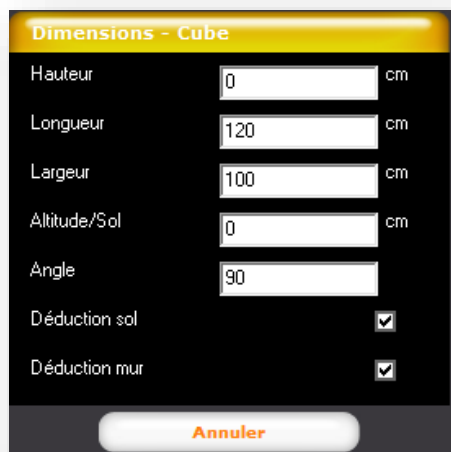 Dimensions - Cube
Hauteur 0 cm
Longueur 120 cm
Largeur 100 cm
Altitude/Sol 0 cm
Angle 90
Déduction sol
Déduction mur
Annuler